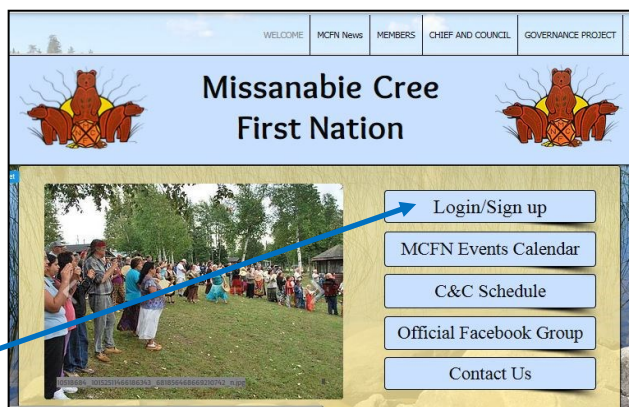 WELCOME
MCFN News
MEMBERS
CHIEF AND COUNCIL
GOVERNANCE PROJECT
Missanabie Cree
First Nation
Login/Sign up
MCFN Events Calendar
C&C Schedule
Official Facebook Group
Contact Us